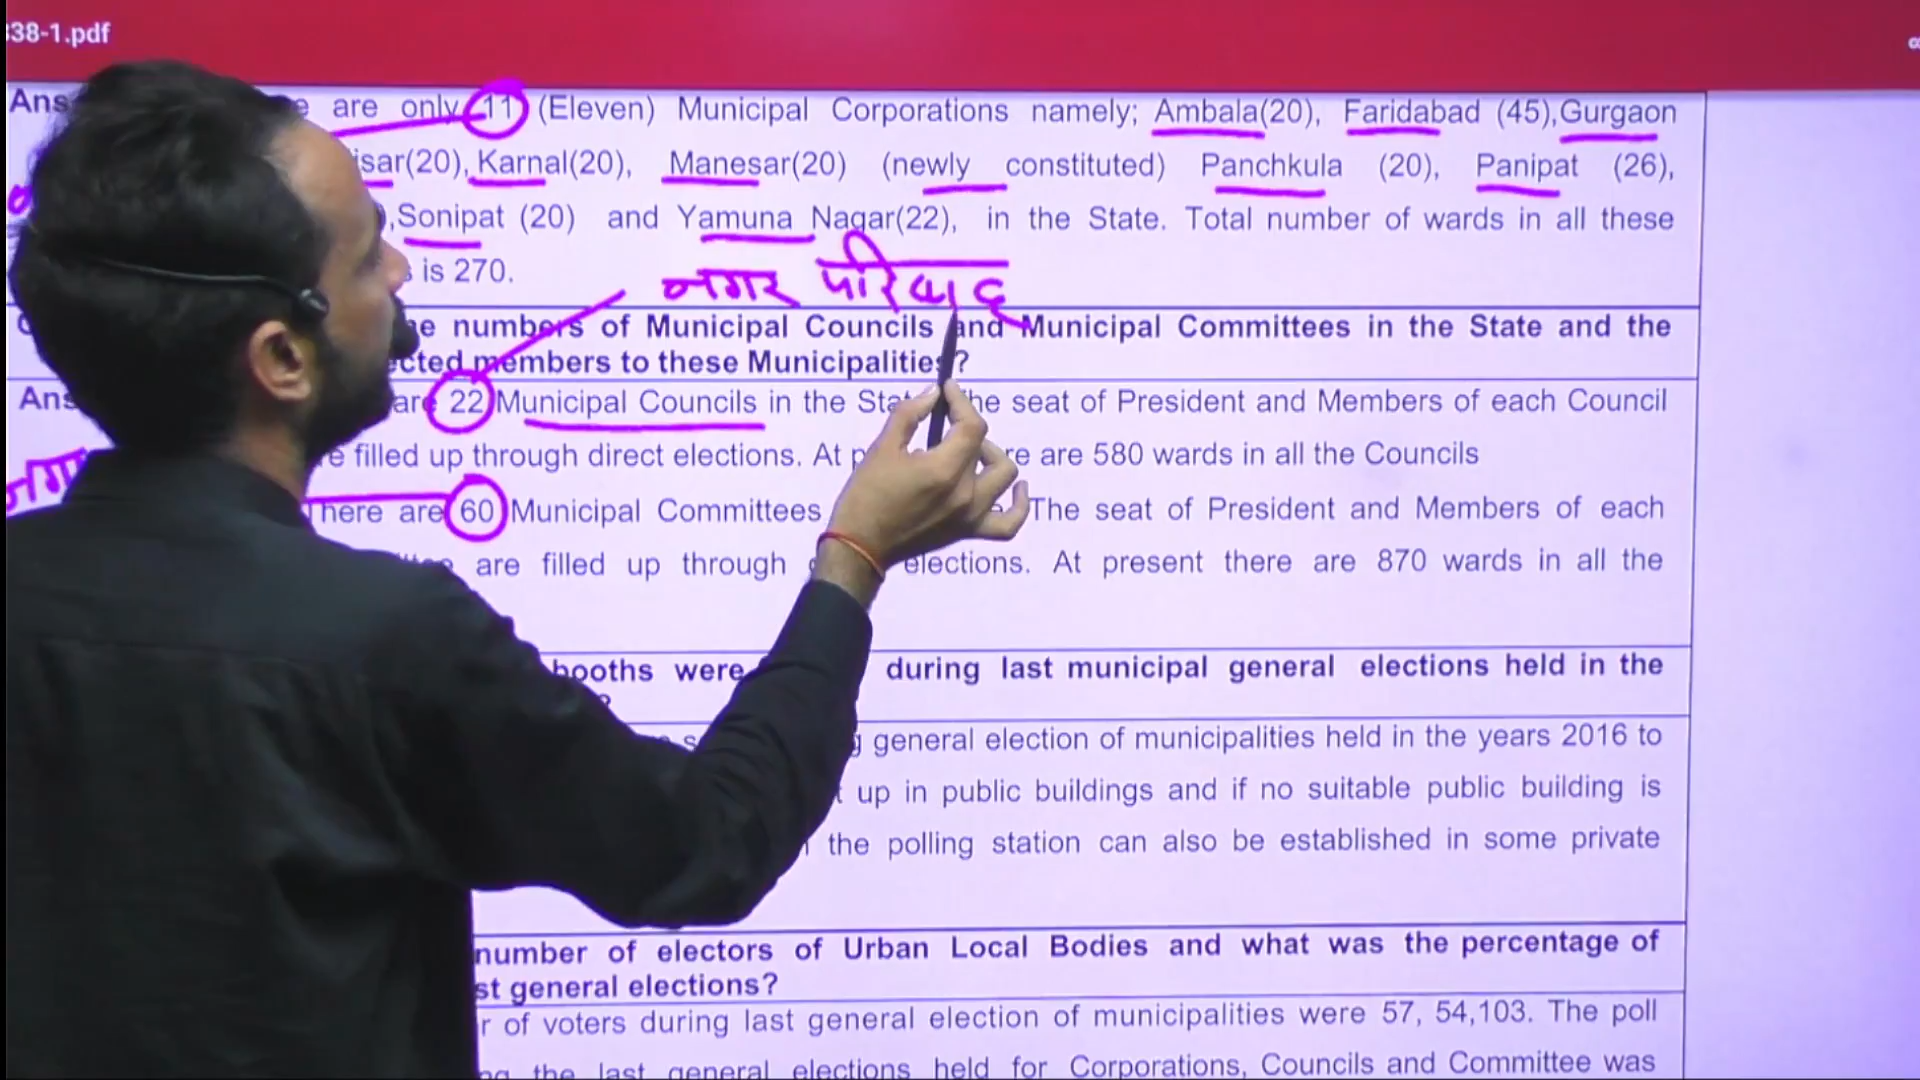 38-1.pdf
Ans are only 11 (Eleven) Municipal Corporations namely; Ambala(20), Faridabad (45),Gurgaon
isar(20), Karnal(20), Manesar(20) (newly constituted) Panchkula (20), Panipat (26),
,Sonipat (20) and Yamuna Nagar(22), in the State. Total number of wards in all these
is 270.
नगर
numbers of Municipal Councils and Municipal Committees in the State and the
members to these Municipalities?
Ans are 22 Municipal Councils in the The seat of President and Members of each Council
filled up through direct elections. At are 580 wards in all the Councils
There are 60 Municipal Committees The seat of President and Members of each
are filled up through elections. At present there are 870 wards in all the
booths were during last municipal general elections held in the
general election of municipalities held in the years 2016 to
up in public buildings and if no suitable public building is
the polling station can also be established in some private
number of electors of Urban Local Bodies and what was the percentage of
general elections?
of voters during last general election of municipalities were 57, 54,103. The poll
the last general elections held for Corporations, Councils and Committee was